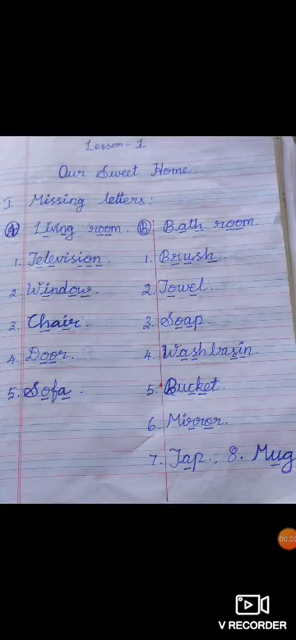 Lesson - 1
Our Sweet Home.
I Missing letters:
(A) Living room. (B) Bath room
1. Television 1. Brush.
2. Window. 2. Towel.
3. Chair. 3. Soap.
4. Door. 4. Washbasin.
5. Sofa. 5. Bucket.
6. Mirror.
7. Tap. 8. Mug
00:02
V RECORDER